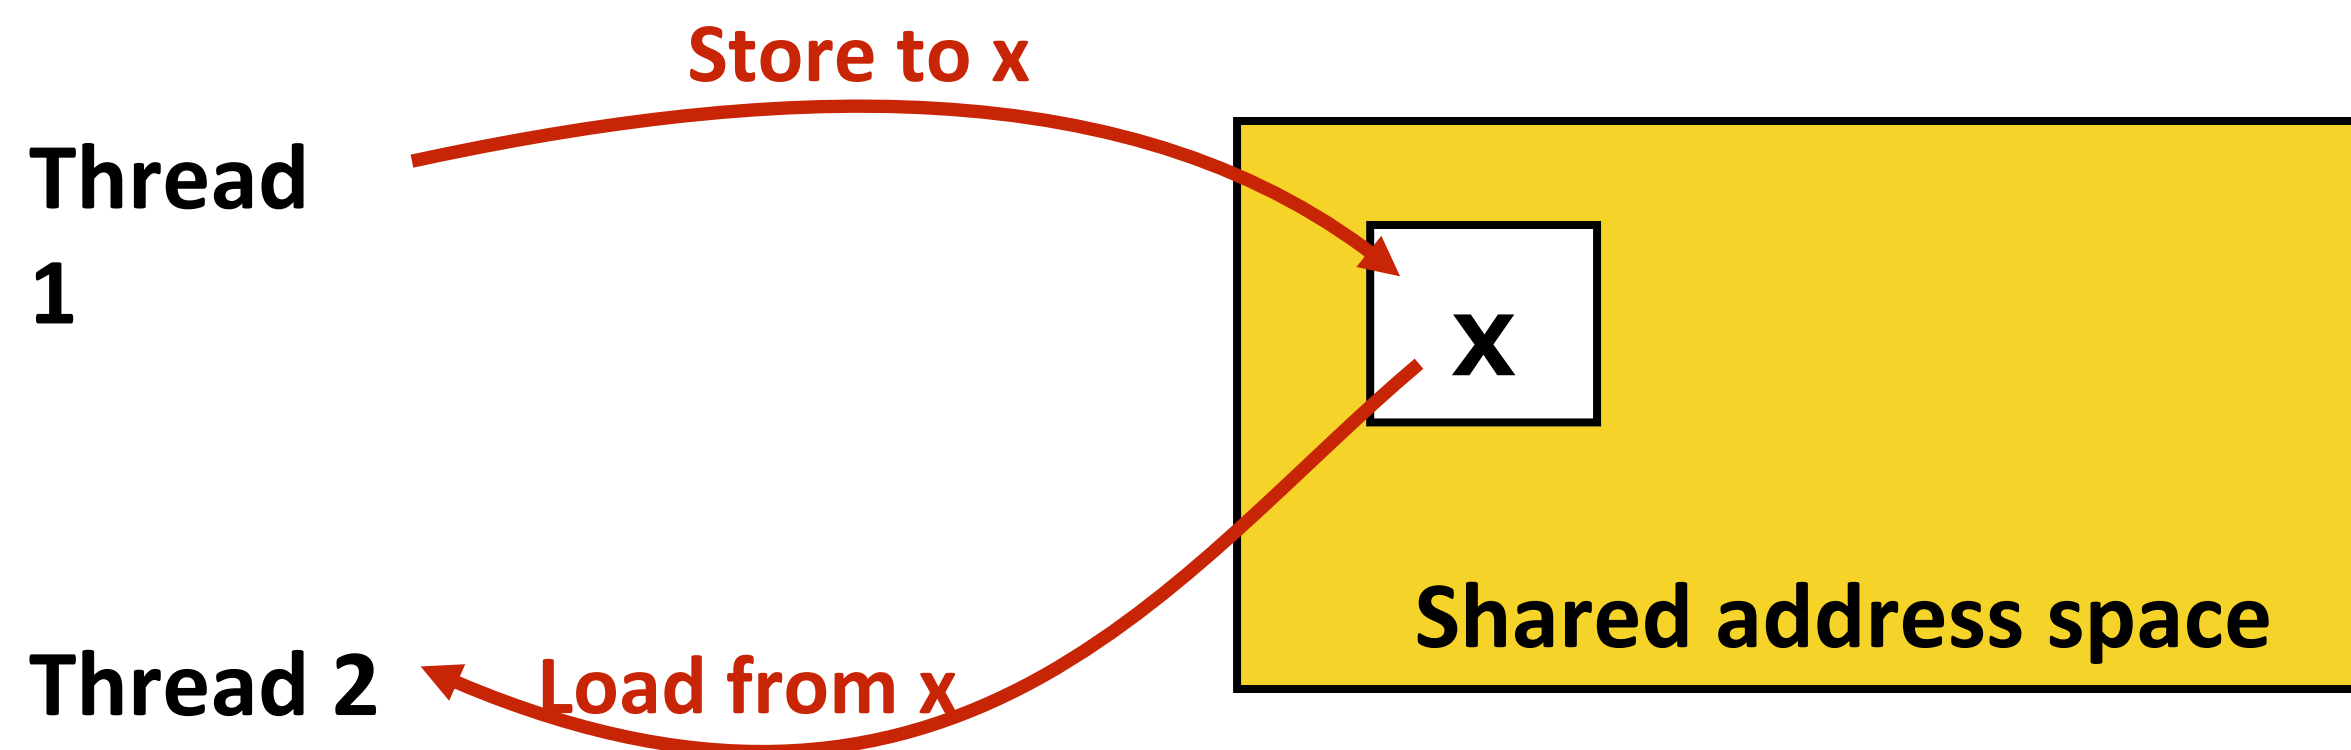 Store to x
Thread
1
x
Shared address space
Thread 2
Load from x